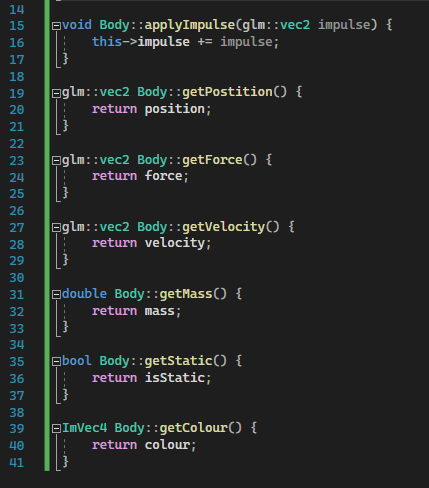 14
15 void Body::applyImpulse(glm::vec2 impulse) {
16     this->impulse += impulse;
17 }
18
19 glm::vec2 Body::getPostition() {
20     return position;
21 }
22
23 glm::vec2 Body::getForce() {
24     return force;
25 }
26
27 glm::vec2 Body::getVelocity() {
28     return velocity;
29 }
30
31 double Body::getMass() {
32     return mass;
33 }
34
35 bool Body::getStatic() {
36     return isStatic;
37 }
38
39 ImVec4 Body::getColour() {
40     return colour;
41 }